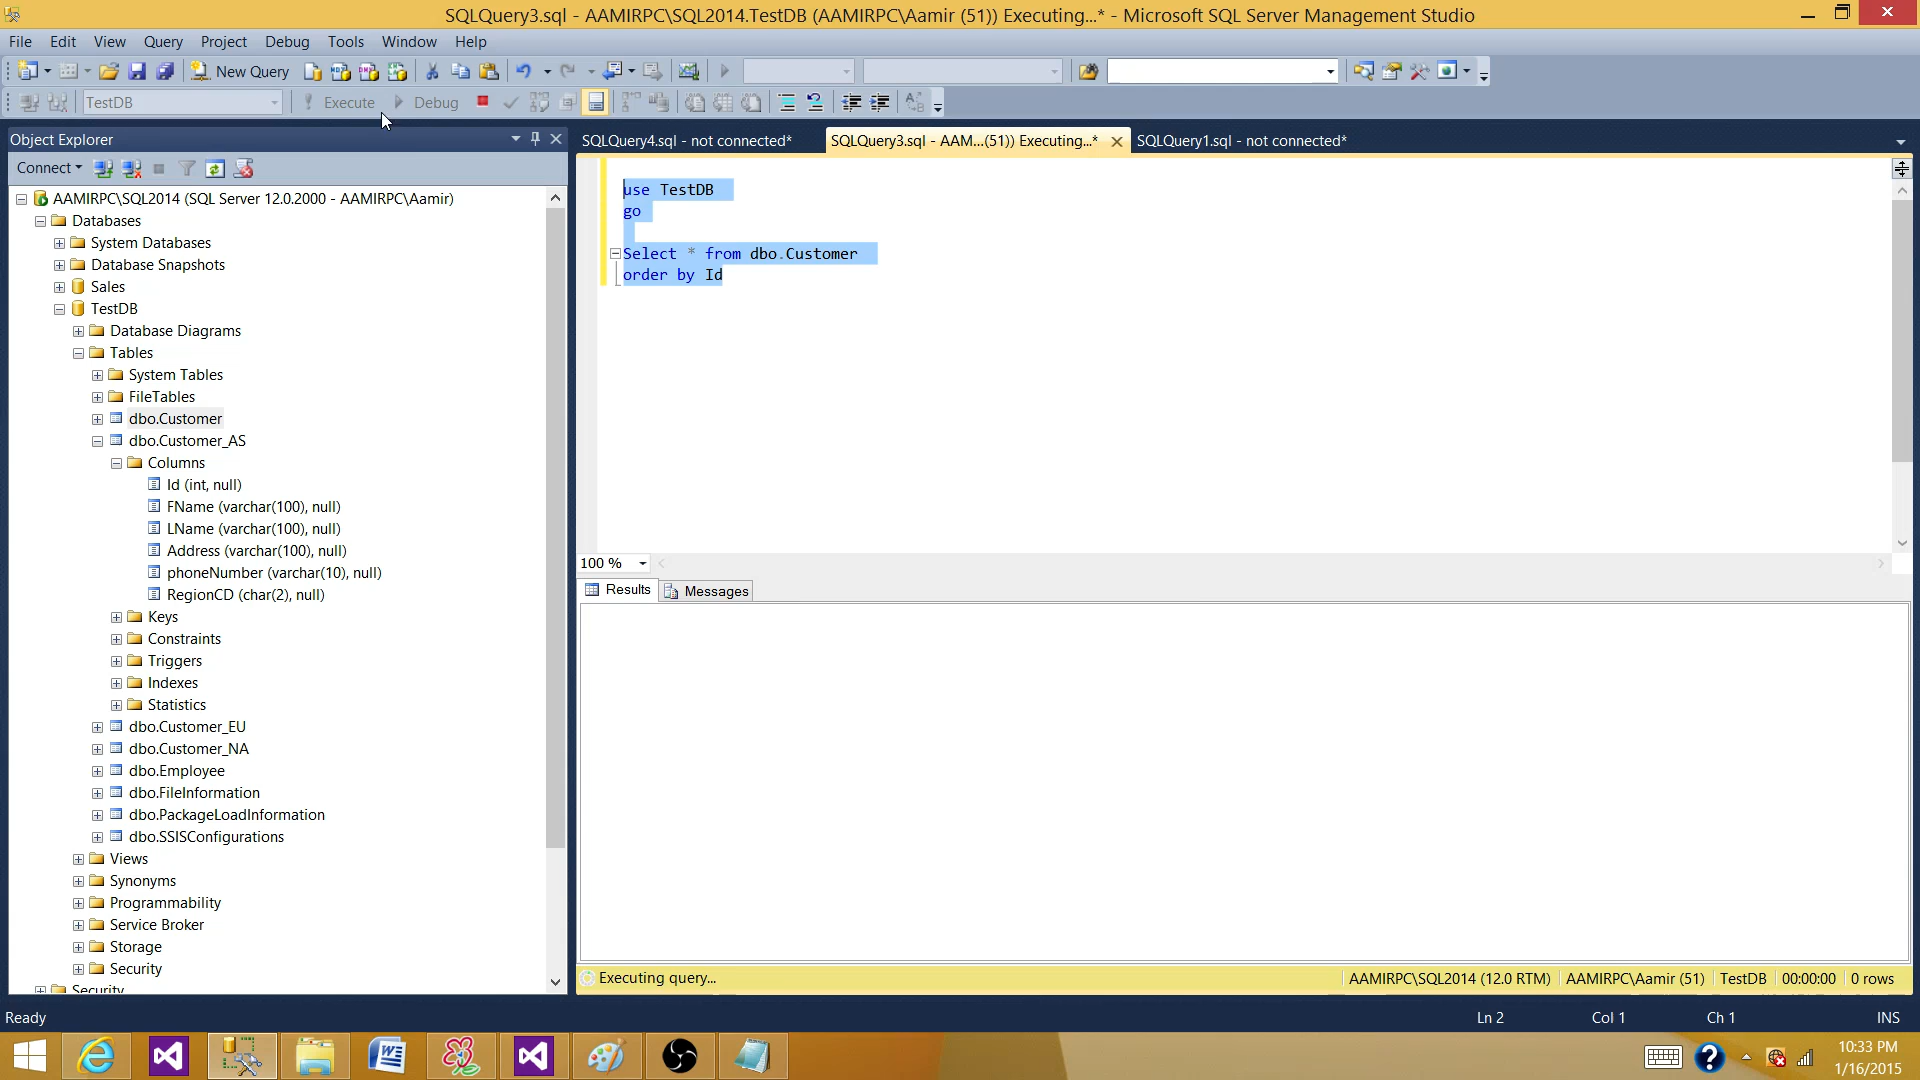 SQLQuery3.sql - AAMIRPC\SQL2014.TestDB (AAMIRPC\Aamir (51)) Executing...* - Microsoft SQL Server Management Studio
File Edit View Query Project Debug Tools Window Help
New Query
TestDB Execute Debug
Object Explorer
Connect
AAMIRPC\SQL2014 (SQL Server 12.0.2000 - AAMIRPC\Aamir)
Databases
System Databases
Database Snapshots
Sales
TestDB
Database Diagrams
Tables
System Tables
FileTables
dbo.Customer
dbo.Customer_AS
Columns
Id (int, null)
FName (varchar(100), null)
LName (varchar(100), null)
Address (varchar(100), null)
phoneNumber (varchar(10), null)
RegionCD (char(2), null)
Keys
Constraints
Triggers
Indexes
Statistics
dbo.Customer_EU
dbo.Customer_NA
dbo.Employee
dbo.FileInformation
dbo.PackageLoadInformation
dbo.SSISConfigurations
Views
Synonyms
Programmability
Service Broker
Storage
Security
Security
SQLQuery4.sql - not connected* SQLQuery3.sql - AAM...(51)) Executing...* SQLQuery1.sql - not connected*
use TestDB
go
Select * from dbo.Customer
order by Id
100 %
Results Messages
Executing query... AAMIRPC\SQL2014 (12.0 RTM) AAMIRPC\Aamir (51) TestDB 00:00:00 0 rows
Ready Ln 2 Col 1 Ch 1 INS
10:33 PM
1/16/2015